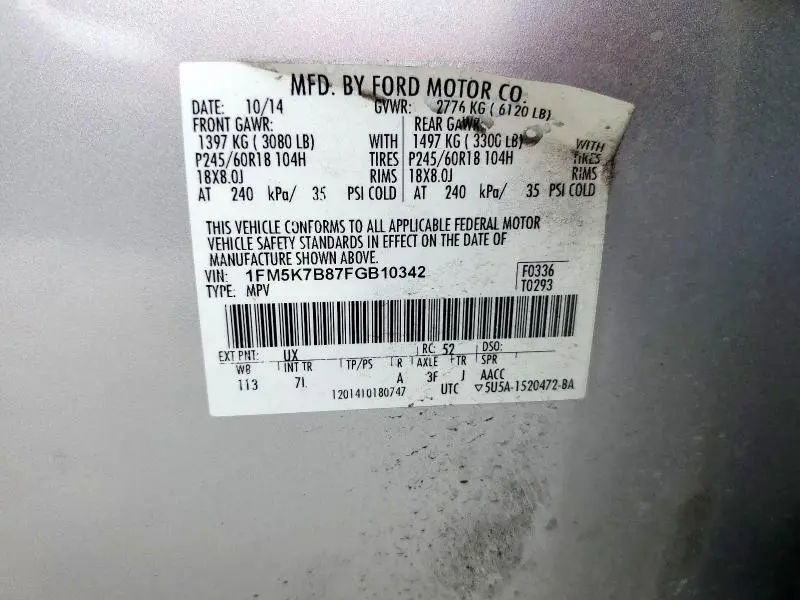 MFD. BY FORD MOTOR CO.
DATE: 10/14 GVWR: 2776 KG ( 6120 LB)
FRONT GAWR: REAR GAWR:
1397 KG ( 3080 LB) WITH 1497 KG ( 3300 LB) WITH
P245/60R18 104H TIRES P245/60R18 104H TIRES
18X8.0J RIMS 18X8.0J RIMS
AT 240 kPa/ 35 PSI COLD AT 240 kPa/ 35 PSI COLD
THIS VEHICLE CONFORMS TO ALL APPLICABLE FEDERAL MOTOR
VEHICLE SAFETY STANDARDS IN EFFECT ON THE DATE OF
MANUFACTURE SHOWN ABOVE.
VIN: 1FM5K7B87FGB10342 F0336
TYPE: MPV T0293
EXT PNT: UX RC: 52 DSO:
WB INT TR TP/PS R AXLE TR SPR
113 7L A 3F J AACC
1201410180747 UTC ▽5U5A-1520472-BA